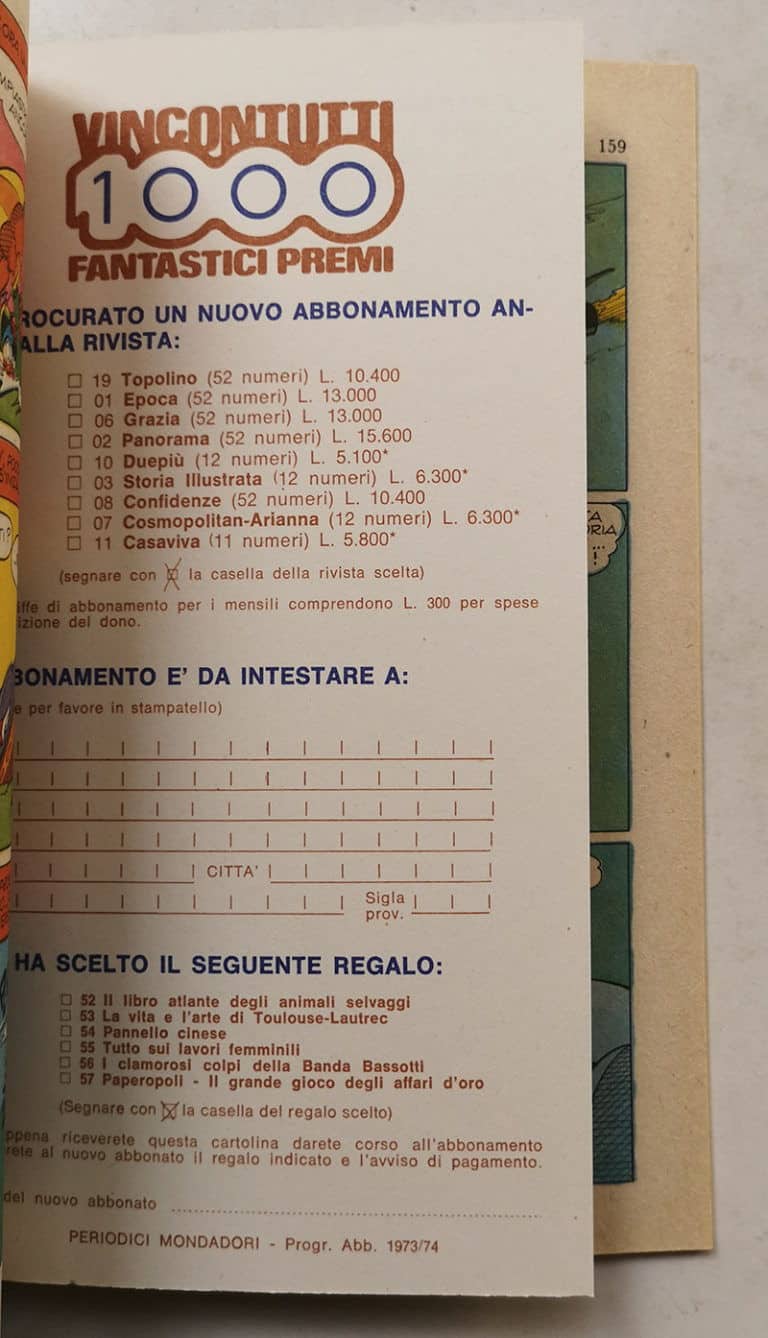 VINCONTUTTI
1000
FANTASTICI PREMI
159
ROCURATO UN NUOVO ABBONAMENTO AN-
ALLA RIVISTA:
19 Topolino (52 numeri) L. 10.400
01 Epoca (52 numeri) L. 13.000
06 Grazia (52 numeri) L. 13.000
02 Panorama (52 numeri) L. 15.600
10 Duepiù (12 numeri) L. 5.100*
03 Storia Illustrata (12 numeri) L. 6.300*
08 Confidenze (52 numeri) L. 10.400
07 Cosmopolitan-Arianna (12 numeri) L. 6.300*
11 Casaviva (11 numeri) L. 5.800*
(segnare con la casella della rivista scelta)
iffe di abbonamento per i mensili comprendono L. 300 per spese
izione del dono.
BONAMENTO E' DA INTESTARE A:
e per favore in stampatello)
CITTA'
Sigla
prov.
HA SCELTO IL SEGUENTE REGALO:
52 Il libro atlante degli animali selvaggi
53 La vita e l'arte di Toulouse-Lautrec
54 Pannello cinese
55 Tutto sui lavori femminili
56 I clamorosi colpi della Banda Bassotti
57 Paperopoli - Il grande gioco degli affari d'oro
(Segnare con la casella del regalo scelto)
ppena riceverete questa cartolina darete corso all'abbonamento
rete al nuovo abbonato il regalo indicato e l'avviso di pagamento.
del nuovo abbonato
PERIODICI MONDADORI - Progr. Abb. 1973/74